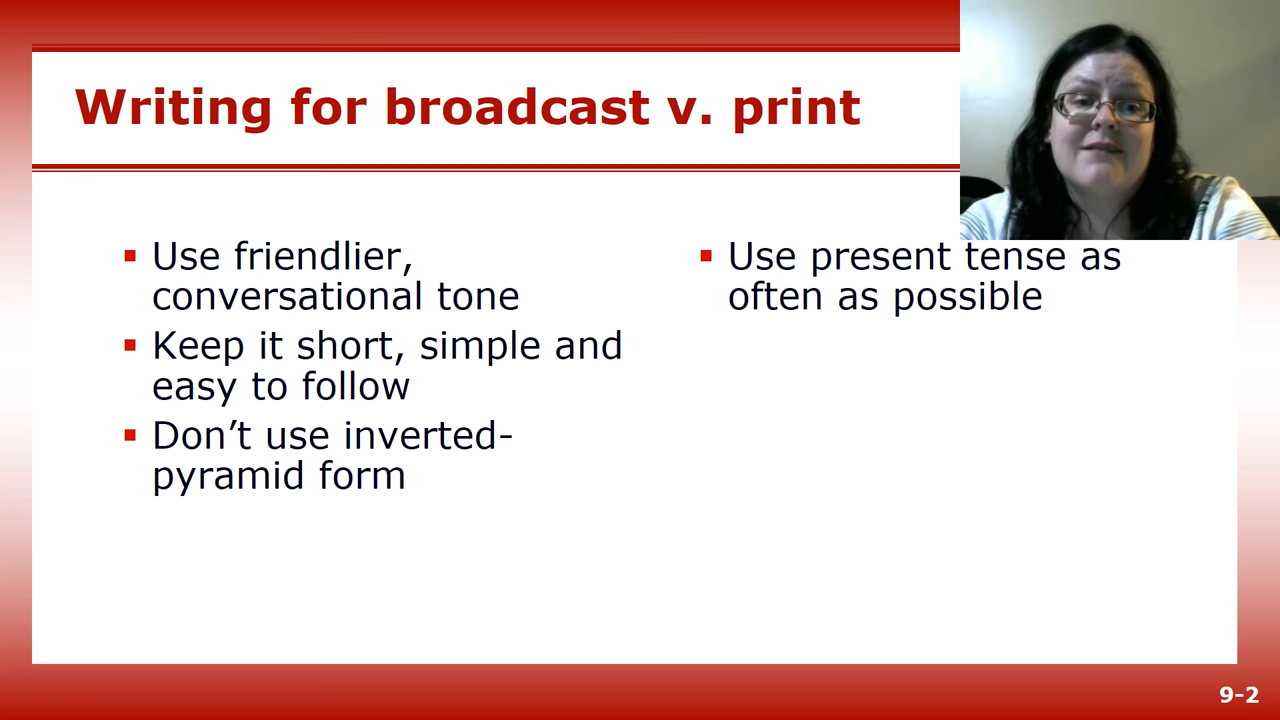 Writing for broadcast v. print
Use friendlier,
conversational tone
Keep it short, simple and
easy to follow
Don’t use inverted-
pyramid form
Use present tense as
often as possible
9-2